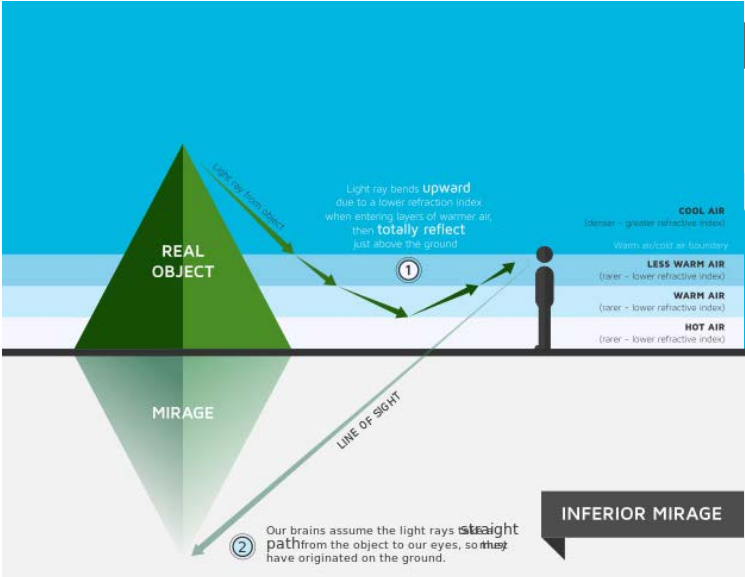 Light ray from object
Light ray bends upward
due to a lower refraction index
when entering layers of warmer air,
then totally reflect
just above the ground
1
COOL AIR
(denser – greater refractive index)
Warm air/cold air boundary
LESS WARM AIR
(rarer – lower refractive index)
WARM AIR
(rarer – lower refractive index)
HOT AIR
(rarer – lower refractive index)
REAL
OBJECT
MIRAGE
LINE OF SIGHT
INFERIOR MIRAGE
2
Our brains assume the light rays take a straight
path from the object to our eyes, so they must
have originated on the ground.